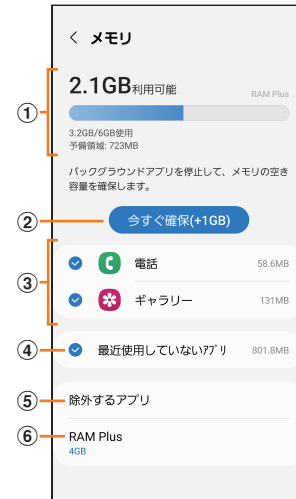 メモリ
2.1GB利用可能
RAM Plus
①
3.2GB/6GB使用
予備領域: 723MB
バックグラウンドアプリを停止して、メモリの空き
容量を確保します。
② 今すぐ確保(+1GB)
電話 58.6MB
③
ギャラリー 131MB
④ 最近使用していないｱﾌﾟﾘ 801.8MB
⑤ 除外するアプリ
⑥ RAM Plus
4GB